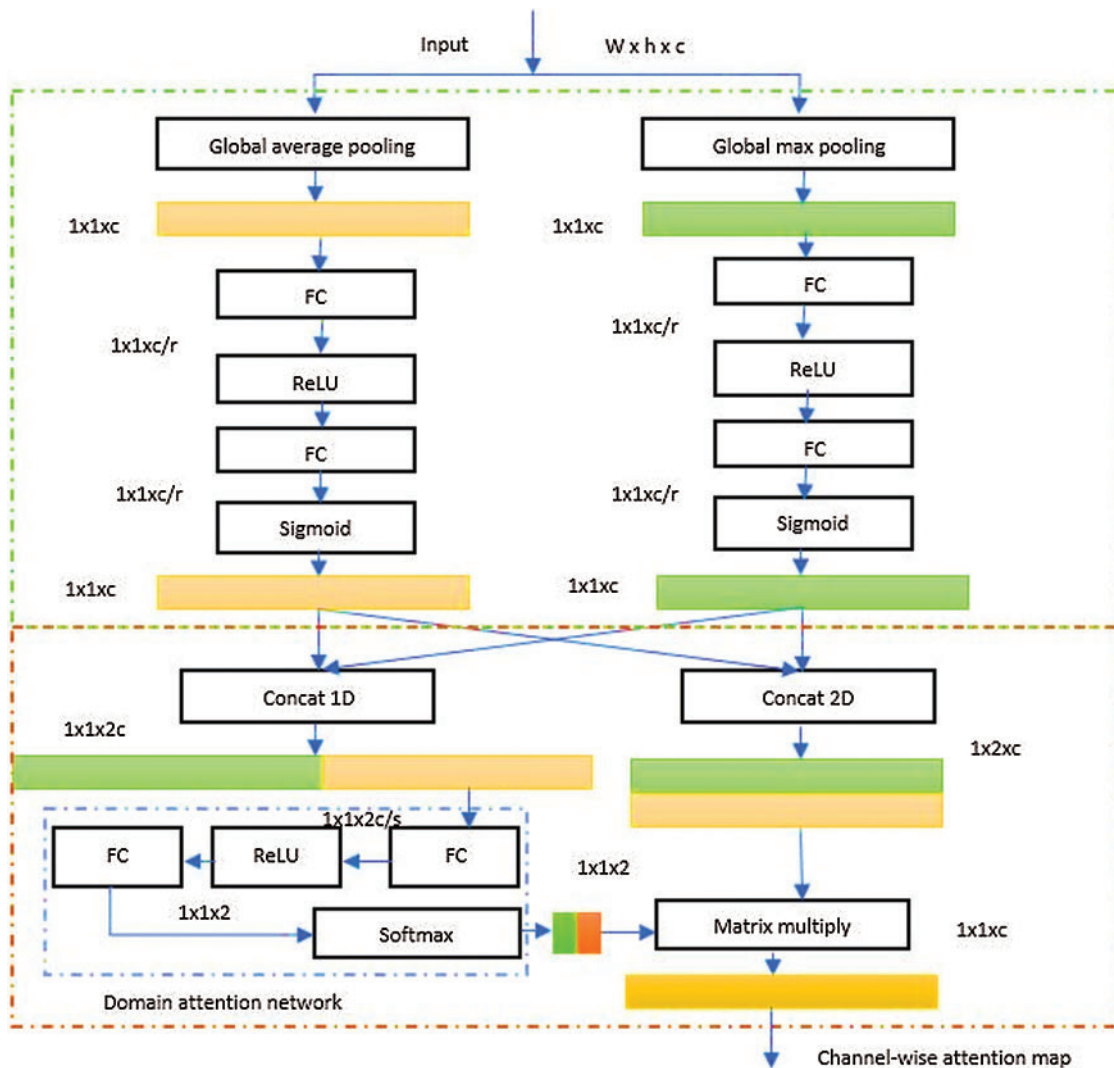 Input
W x h x c
Global average pooling
Global max pooling
1x1xc
1x1xc
FC
FC
1x1xc/r
1x1xc/r
ReLU
ReLU
FC
FC
1x1xc/r
1x1xc/r
Sigmoid
Sigmoid
1x1xc
1x1xc
Concat 1D
Concat 2D
1x1x2c
1x2xc
1x1x2c/s
FC
ReLU
FC
1x1x2
1x1x2
Softmax
Matrix multiply
1x1xc
Domain attention network
Channel-wise attention map